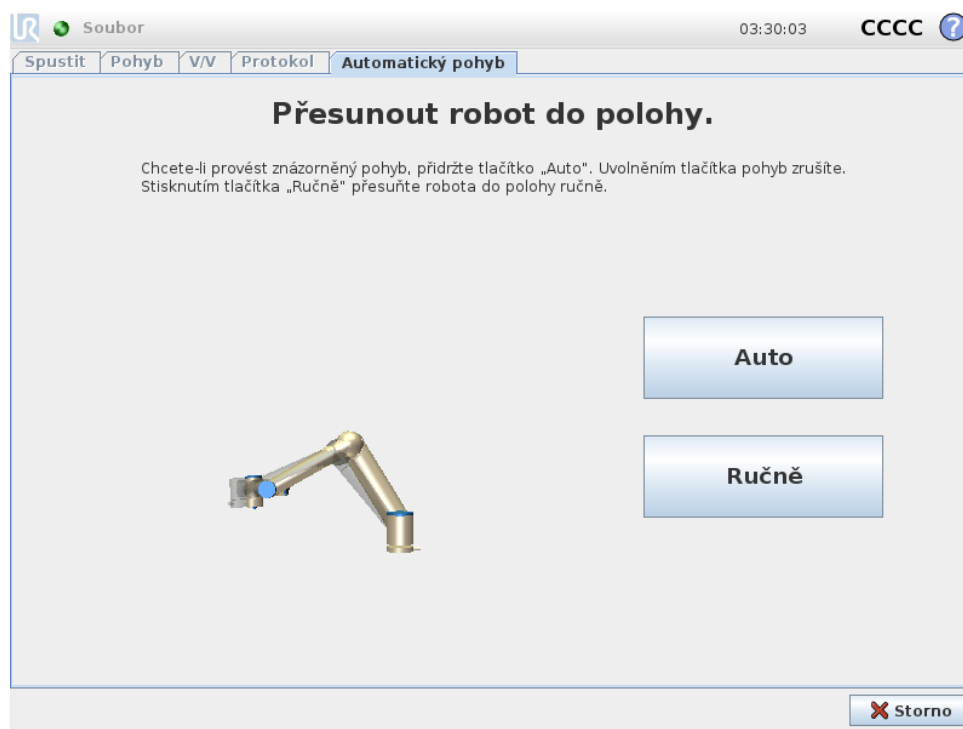 UR Soubor 03:30:03 CCCC ?
Spustit Pohyb V/V Protokol Automatický pohyb
Přesunout robot do polohy.
Chcete-li provést znázorněný pohyb, přidržte tlačítko „Auto". Uvolněním tlačítka pohyb zrušíte.
Stisknutím tlačítka „Ručně" přesuňte robota do polohy ručně.
Auto
Ručně
Storno